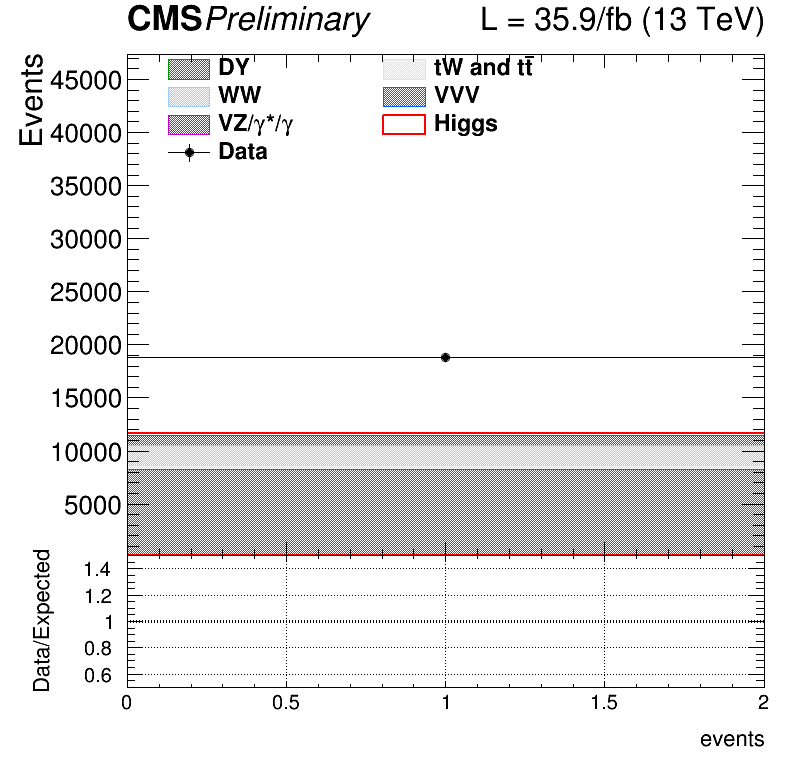 CMS Preliminary L = 35.9/fb (13 TeV)
Events
45000
40000
35000
30000
25000
20000
15000
10000
5000
DY
tW and tt̅
WW
VVV
VZ/γ*/γ
Higgs
Data
Data/Expected
1.4
1.2
1
0.8
0.6
0 0.5 1 1.5 2
events